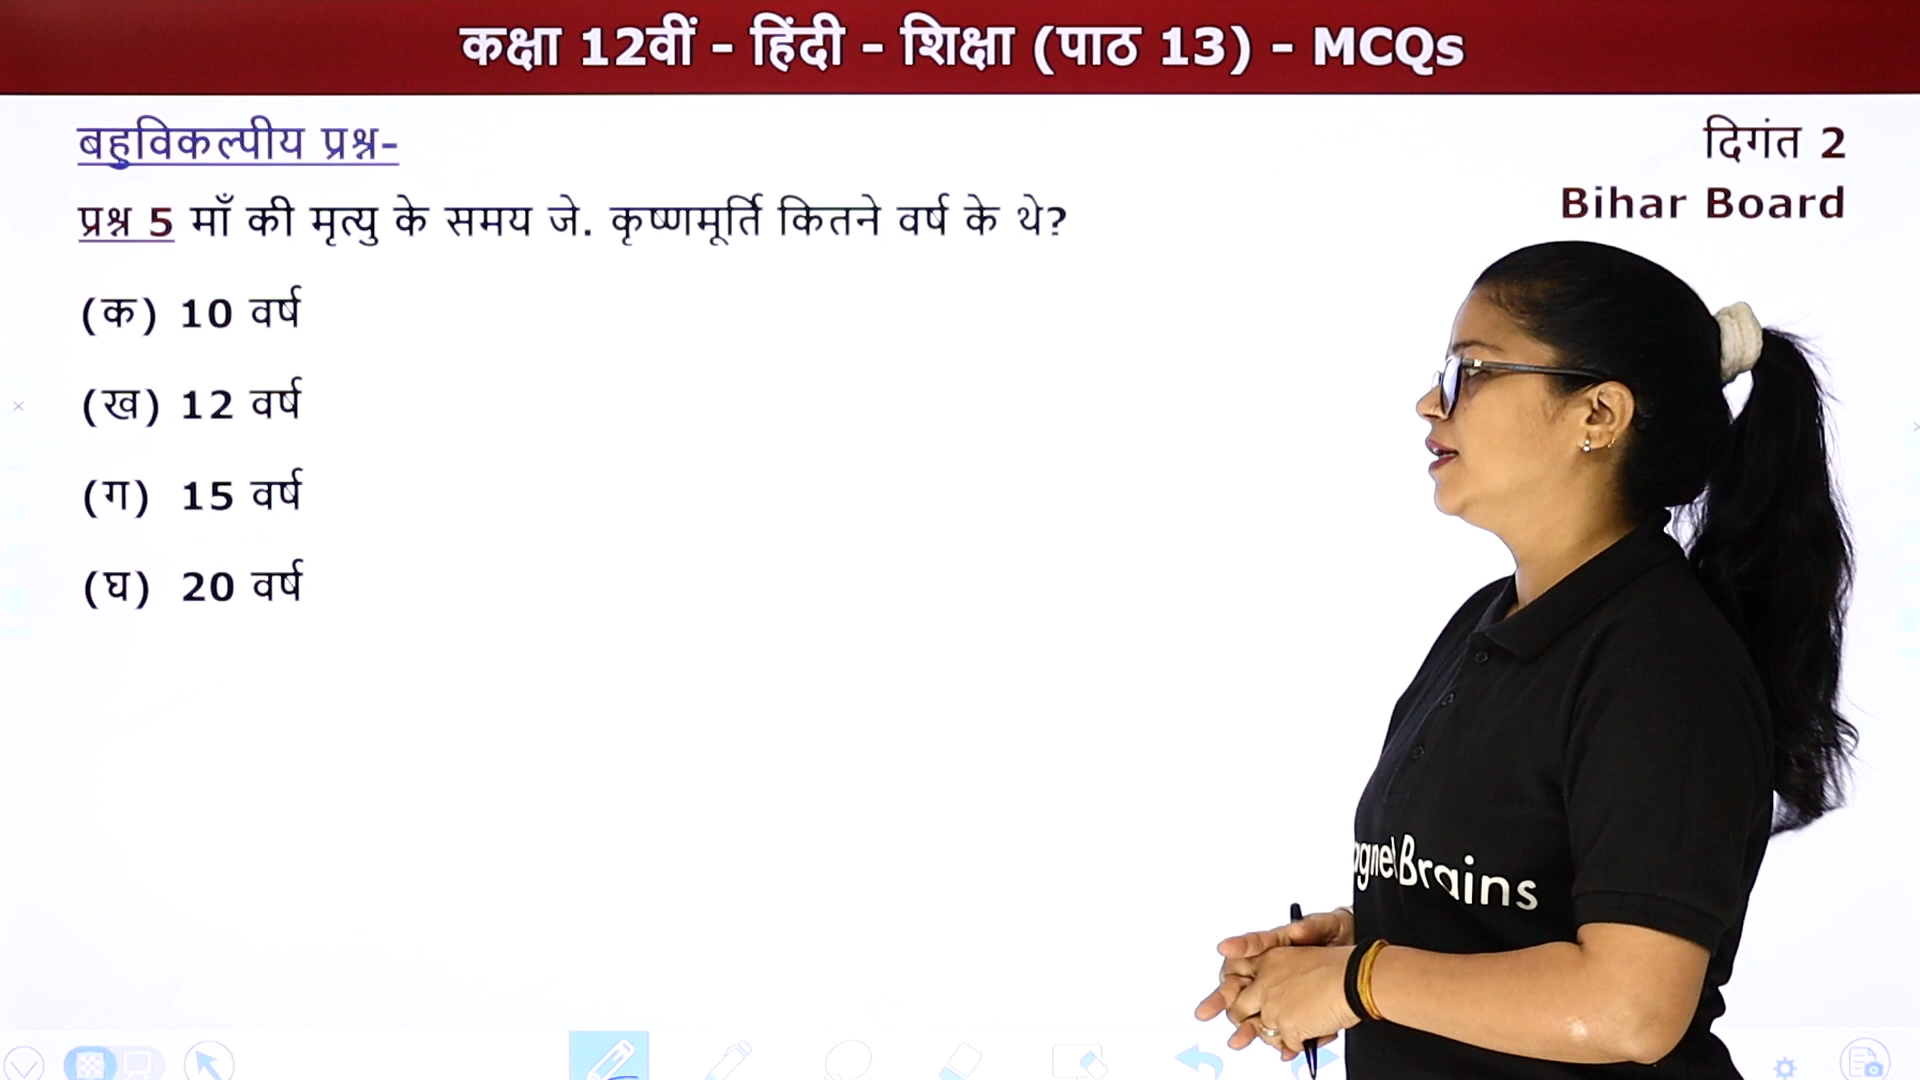 कक्षा 12वीं - हिंदी - शिक्षा (पाठ 13) - MCQs
बहुविकल्पीय प्रश्न-
दिगंत 2
Bihar Board
प्रश्न 5 माँ की मृत्यु के समय जे. कृष्णमूर्ति कितने वर्ष के थे?
(क) 10 वर्ष
(ख) 12 वर्ष
(ग) 15 वर्ष
(घ) 20 वर्ष
agnet Brains